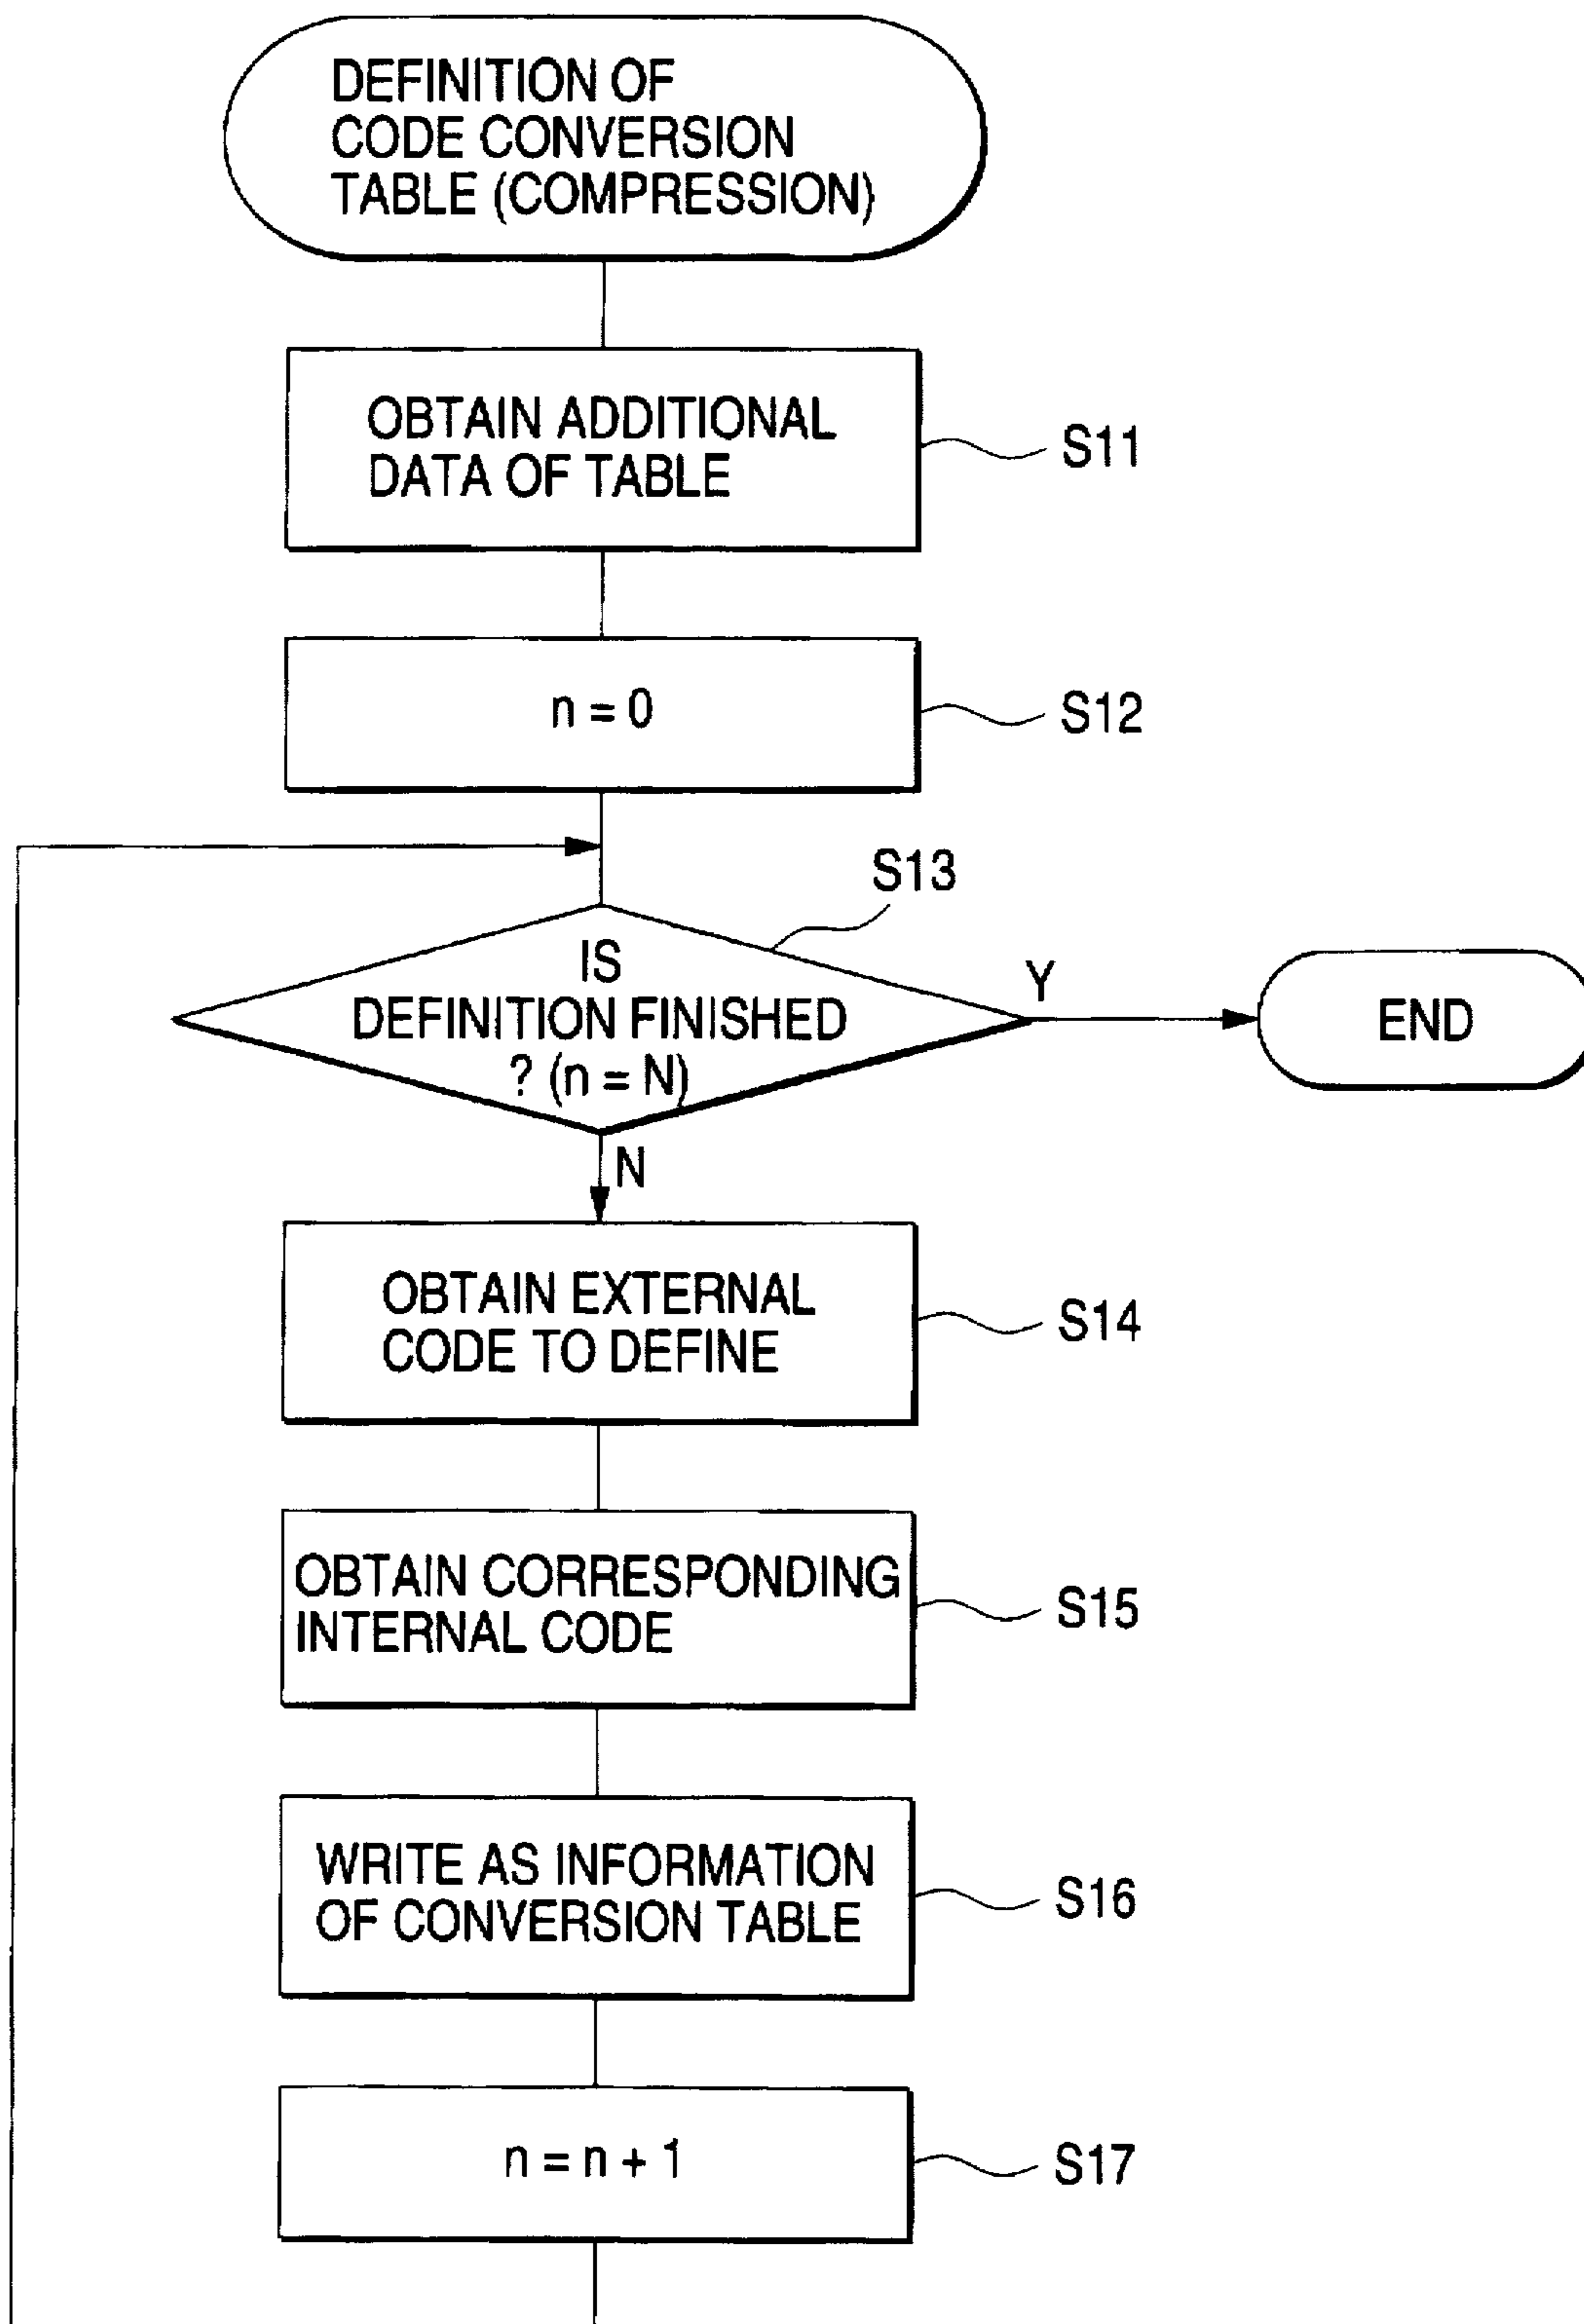 DEFINITION OF
CODE CONVERSION
TABLE (COMPRESSION)
OBTAIN ADDITIONAL
DATA OF TABLE
S11
n = 0
S12
S13
IS
DEFINITION FINISHED
? (n = N)
Y
END
N
OBTAIN EXTERNAL
CODE TO DEFINE
S14
OBTAIN CORRESPONDING
INTERNAL CODE
S15
WRITE AS INFORMATION
OF CONVERSION TABLE
S16
n = n + 1
S17